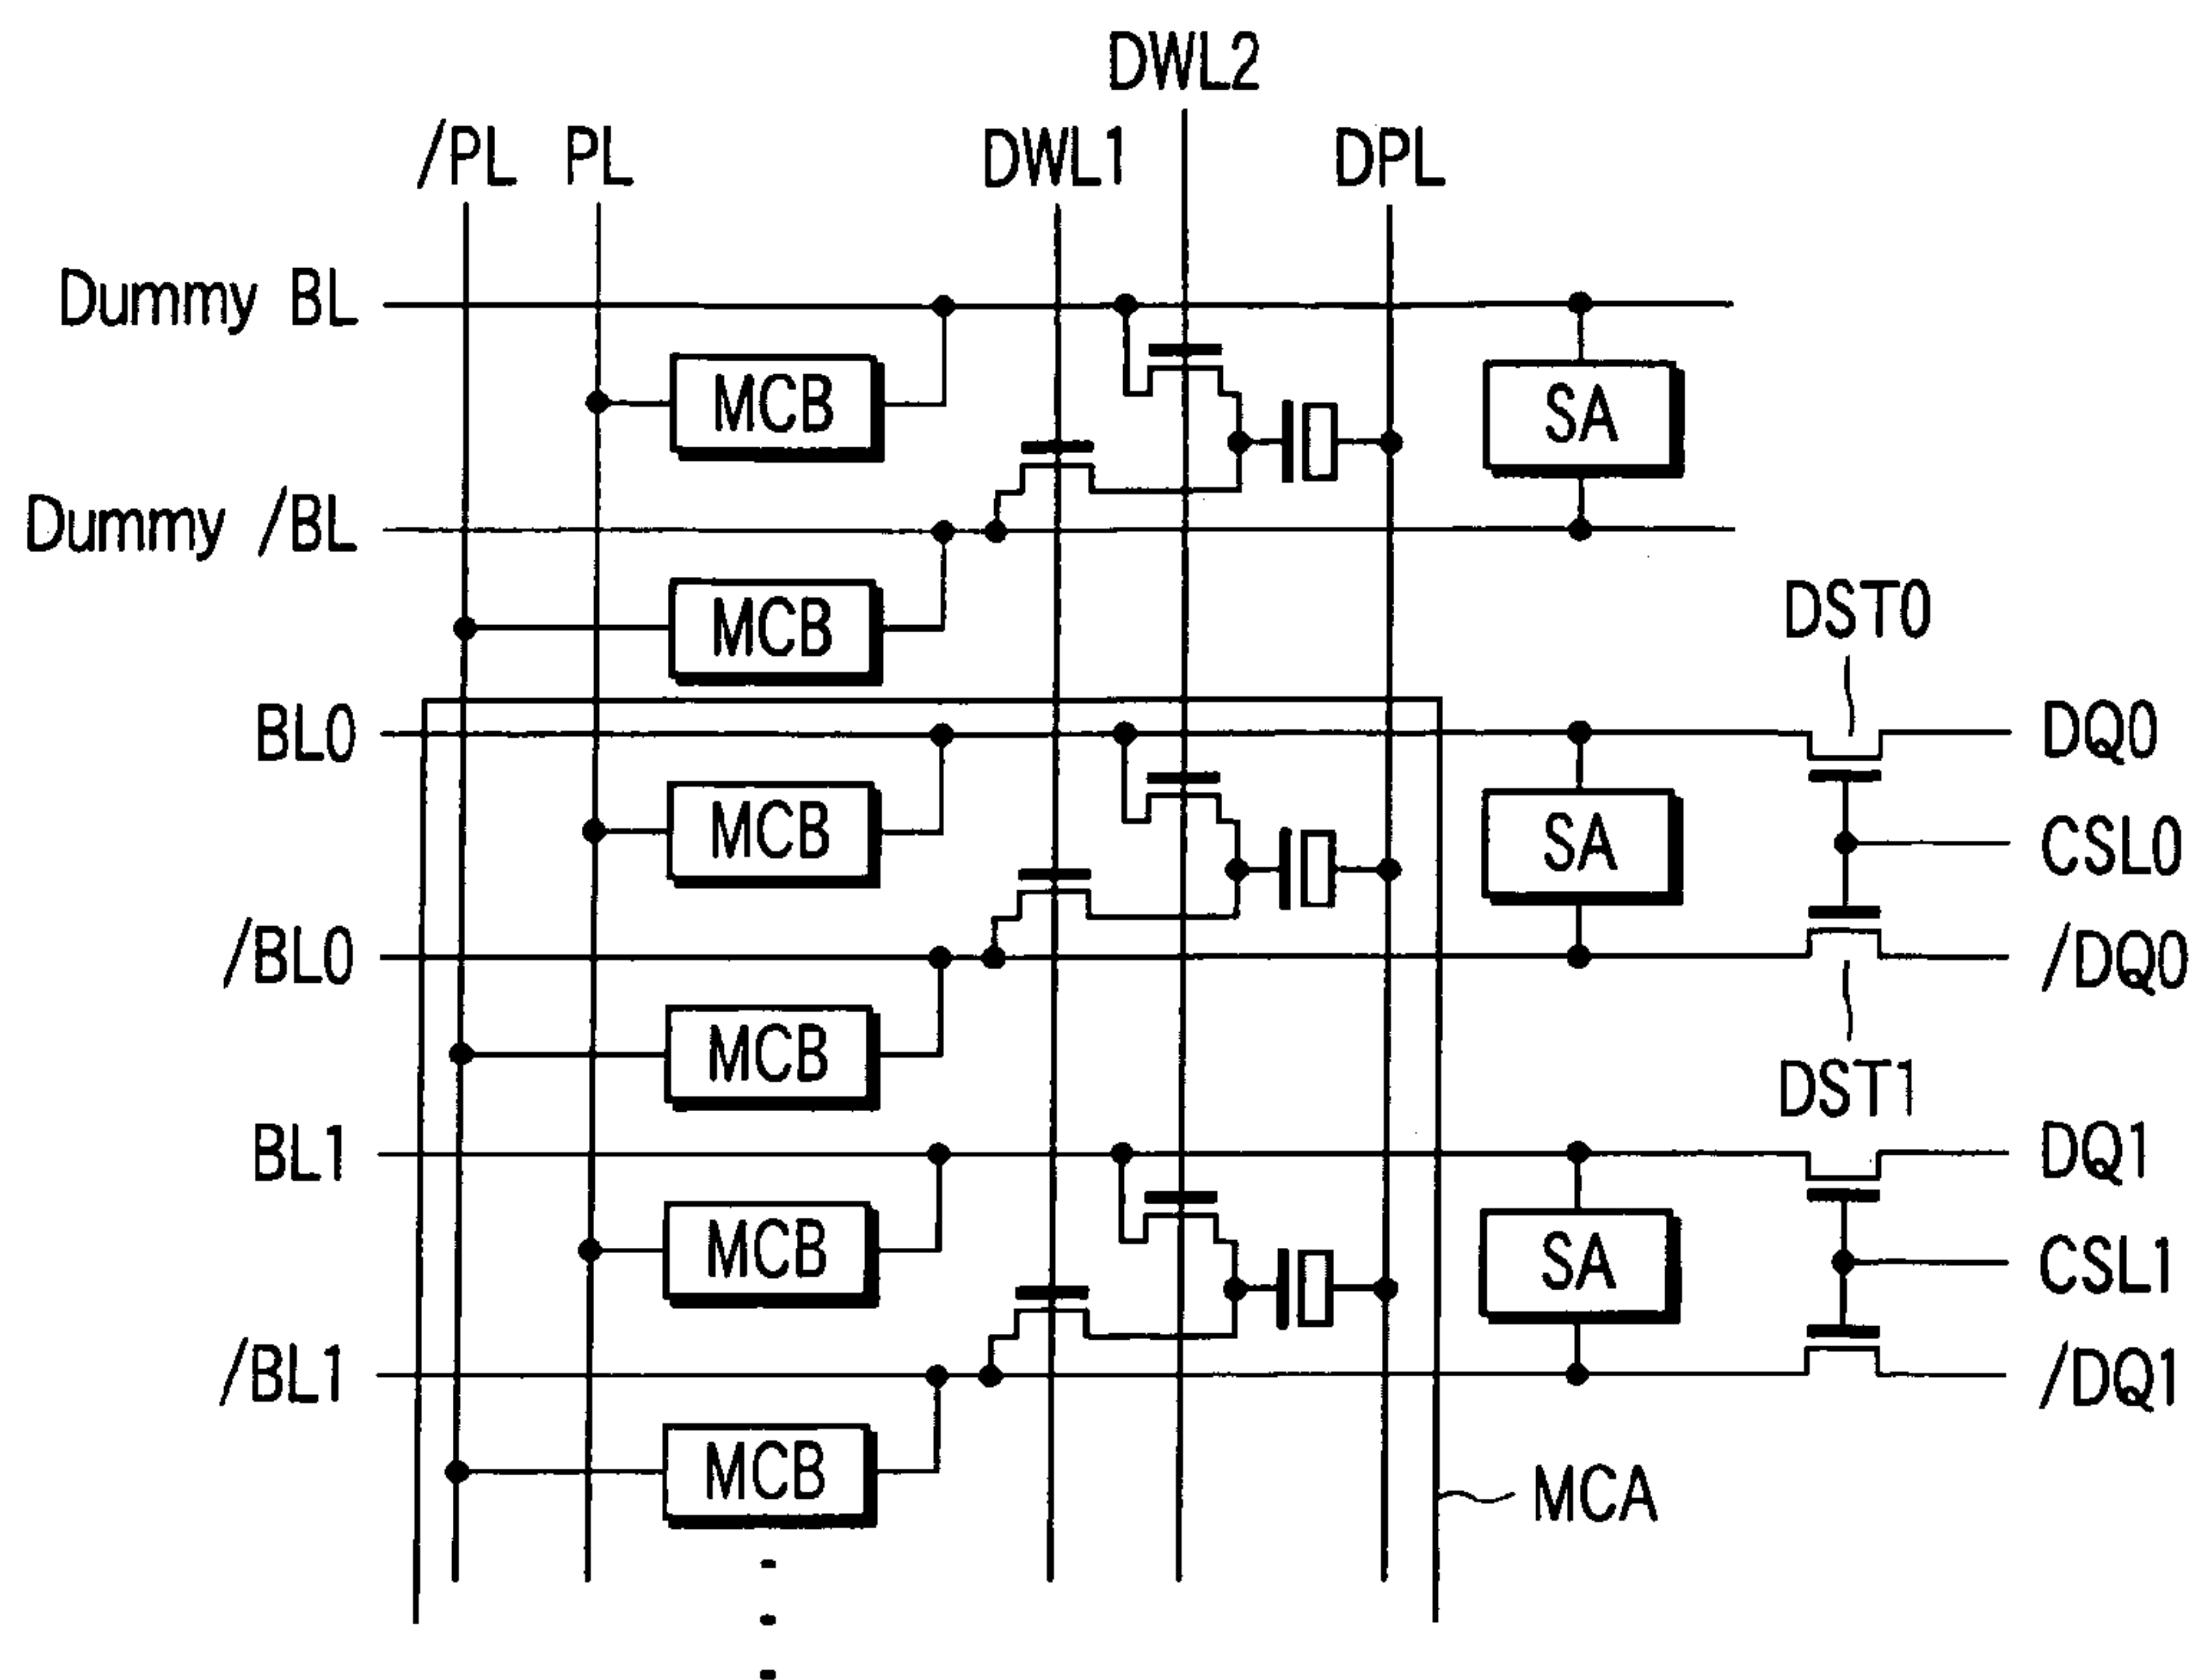 DWL2
/PL PL DWL1 DPL
Dummy BL
MCB
SA
Dummy /BL
MCB
DST0
BL0
DQ0
MCB
SA
CSL0
/BL0
/DQ0
MCB
DST1
BL1
DQ1
MCB
SA
CSL1
/BL1
/DQ1
MCB
MCA